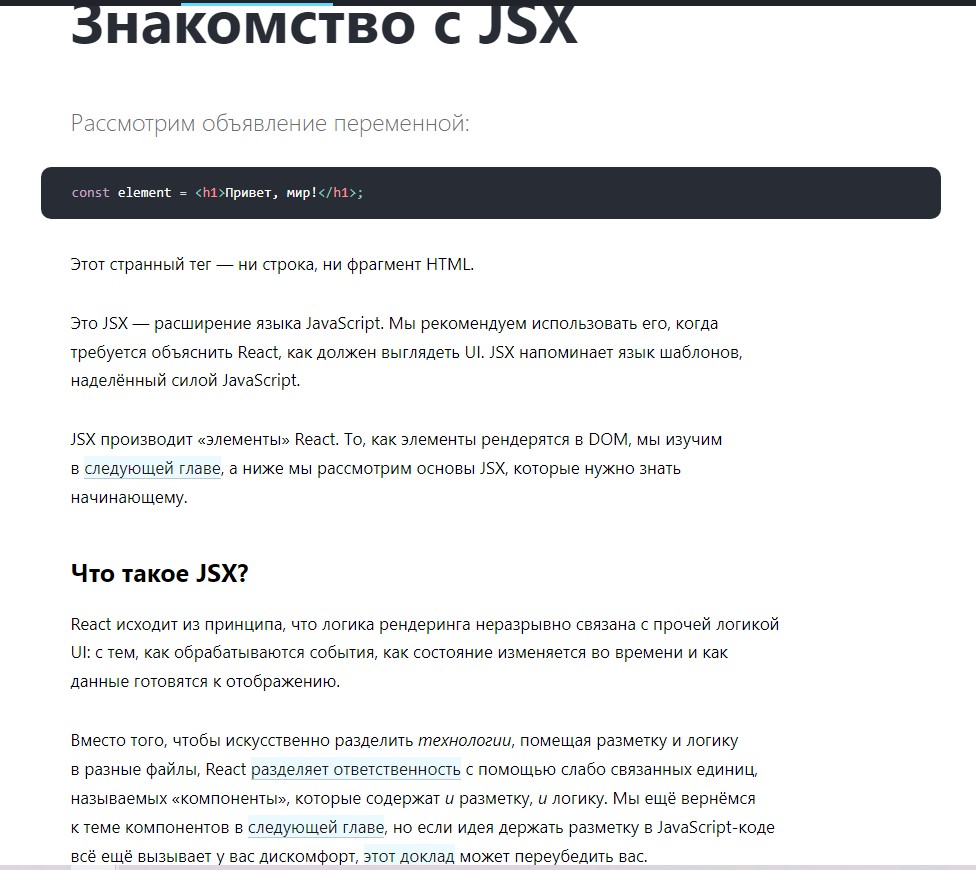 Знакомство с JSX
Рассмотрим объявление переменной:
const element = <h1>Привет, мир!</h1>;
Этот странный тег — ни строка, ни фрагмент HTML.
Это JSX — расширение языка JavaScript. Мы рекомендуем использовать его, когда
требуется объяснить React, как должен выглядеть UI. JSX напоминает язык шаблонов,
наделённый силой JavaScript.
JSX производит «элементы» React. То, как элементы рендерятся в DOM, мы изучим
в следующей главе, а ниже мы рассмотрим основы JSX, которые нужно знать
начинающему.
Что такое JSX?
React исходит из принципа, что логика рендеринга неразрывно связана с прочей логикой
UI: с тем, как обрабатываются события, как состояние изменяется во времени и как
данные готовятся к отображению.
Вместо того, чтобы искусственно разделить технологии, помещая разметку и логику
в разные файлы, React разделяет ответственность с помощью слабо связанных единиц,
называемых «компоненты», которые содержат и разметку, и логику. Мы ещё вернёмся
к теме компонентов в следующей главе, но если идея держать разметку в JavaScript-коде
всё ещё вызывает у вас дискомфорт, этот доклад может переубедить вас.